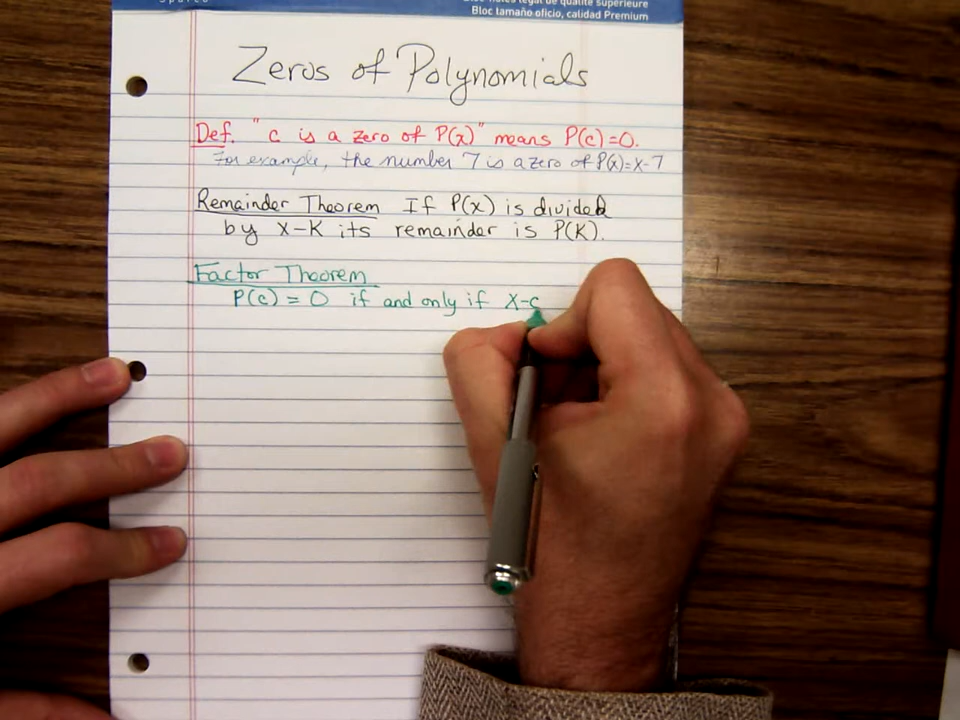 Bloc tamaño oficio, calidad Premium
Zeros of Polynomials
Def. "c is a zero of P(x)" means P(c)=0.
For example, the number 7 is a zero of P(x)=x-7
Remainder Theorem If P(x) is divided
by x-K its remainder is P(K).
Factor Theorem
P(c) = 0 if and only if x-c